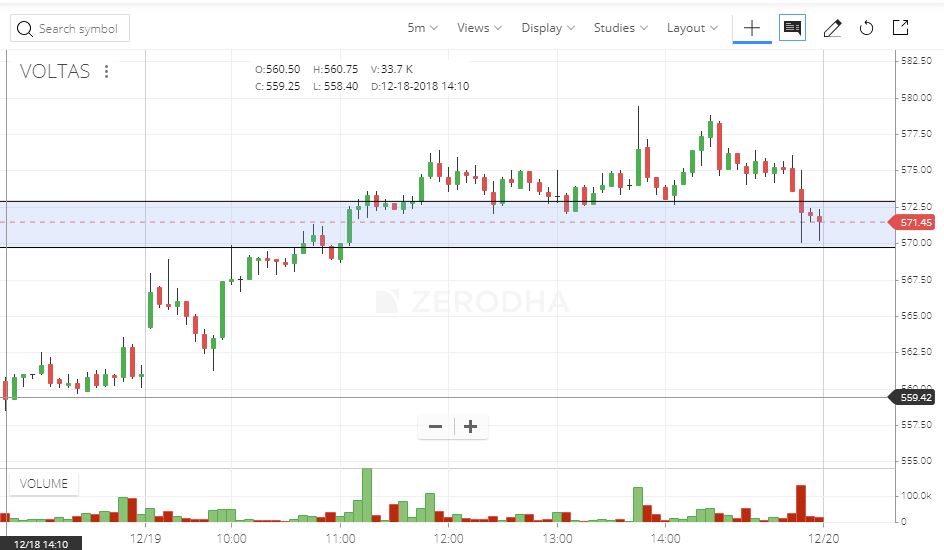 Search symbol 5m Views Display Studies Layout
VOLTAS
O:560.50 H:560.75 V:33.7 K
C: 559.25 L: 558.40 D:12-18-2018 14:10
582.50
580.00
577.50
575.00
572.50
571.45
570.00
567.50
ZERODHA
565.00
562.50
560.00
559.42
557.50
555.00
VOLUME
100.0k
0
12/18 14:10
12/19 10:00 11:00 12:00 13:00 14:00 12/20